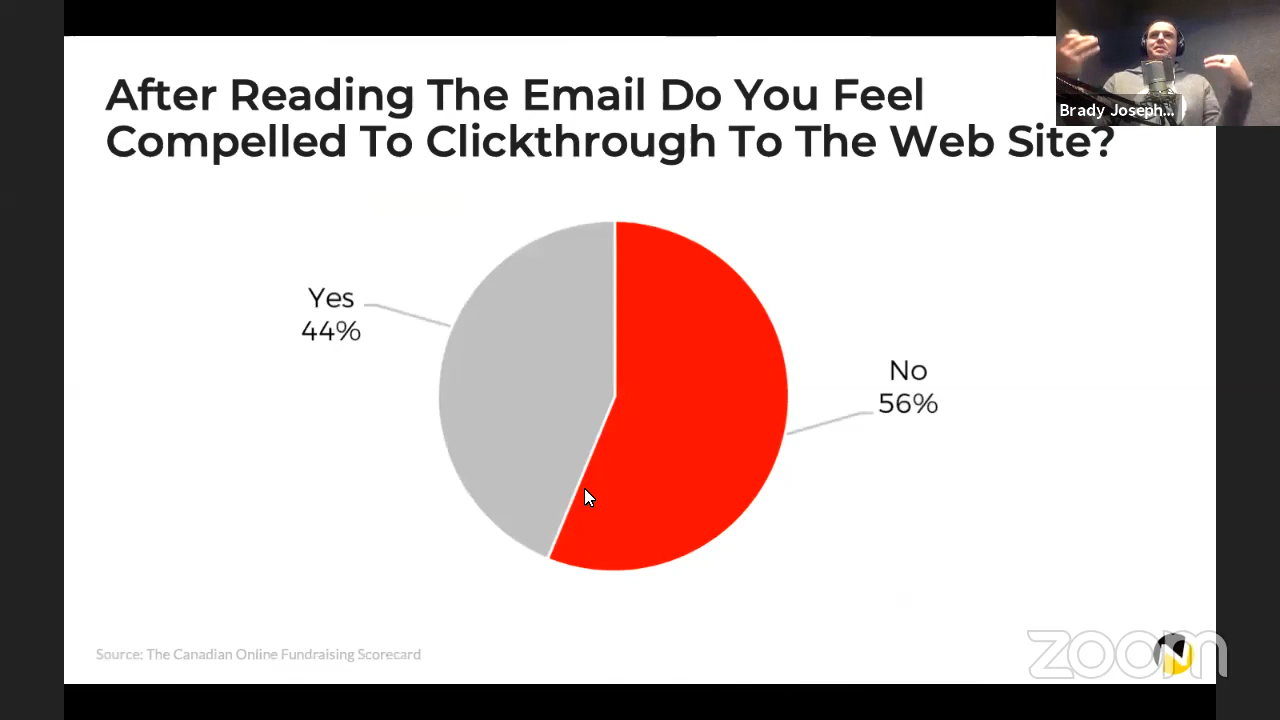 After Reading The Email Do You Feel
Compelled To Clickthrough To The Web Site?
Brady Joseph...
Yes
44%
No
56%
Source: The Canadian Online Fundraising Scorecard
zoom
N